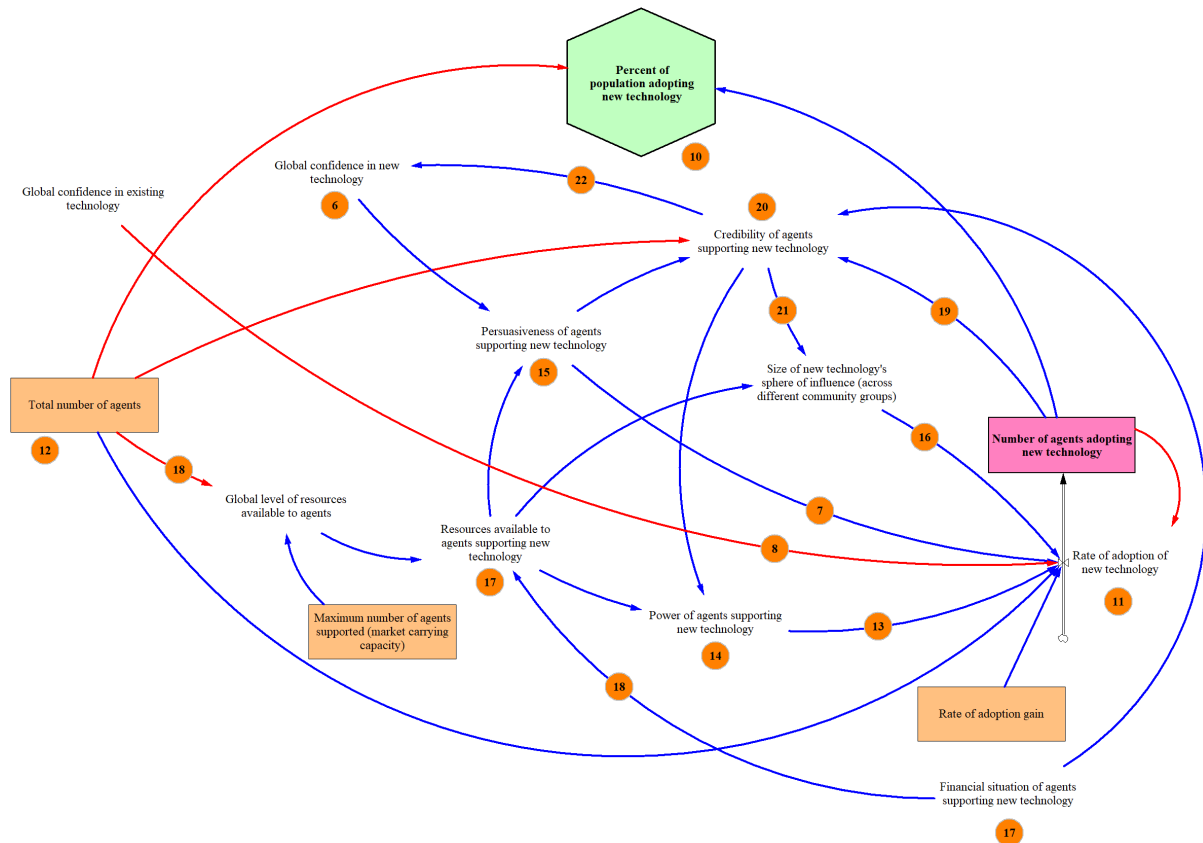 Percent of
population adopting
new technology
10
Global confidence in new
technology
6
22
Global confidence in existing
technology
20
Credibility of agents
supporting new technology
21
19
Persuasiveness of agents
supporting new technology
15
Size of new technology's
sphere of influence (across
different community groups)
Total number of agents
12
16
Number of agents adopting
new technology
18
Global level of resources
available to agents
7
Resources available to
agents supporting new
technology
17
8
Rate of adoption of
new technology
11
Maximum number of agents
supported (market carrying
capacity)
Power of agents supporting
new technology
14
13
18
Rate of adoption gain
Financial situation of agents
supporting new technology
17